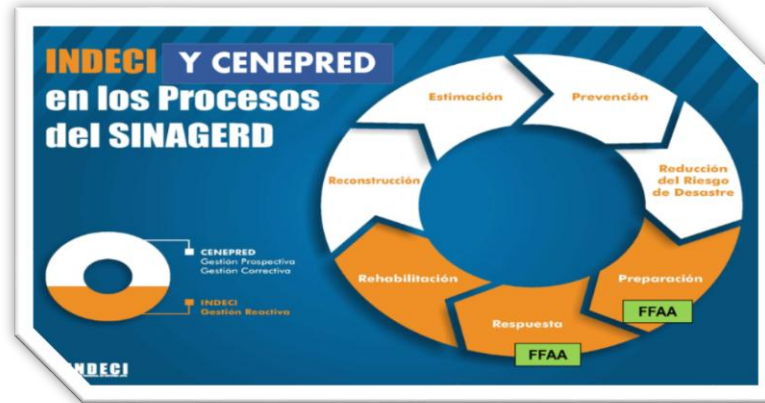 INDECI Y CENEPRED
en los Procesos
del SINAGERD
Estimación
Prevención
Reducción
del Riesgo
de Desastre
Reconstrucción
Rehabilitación
Respuesta
Preparación
FFAA
FFAA
CENEPRED
Gestión Prospectiva
Gestión Correctiva
INDECI
Gestión Reactiva
INDECI